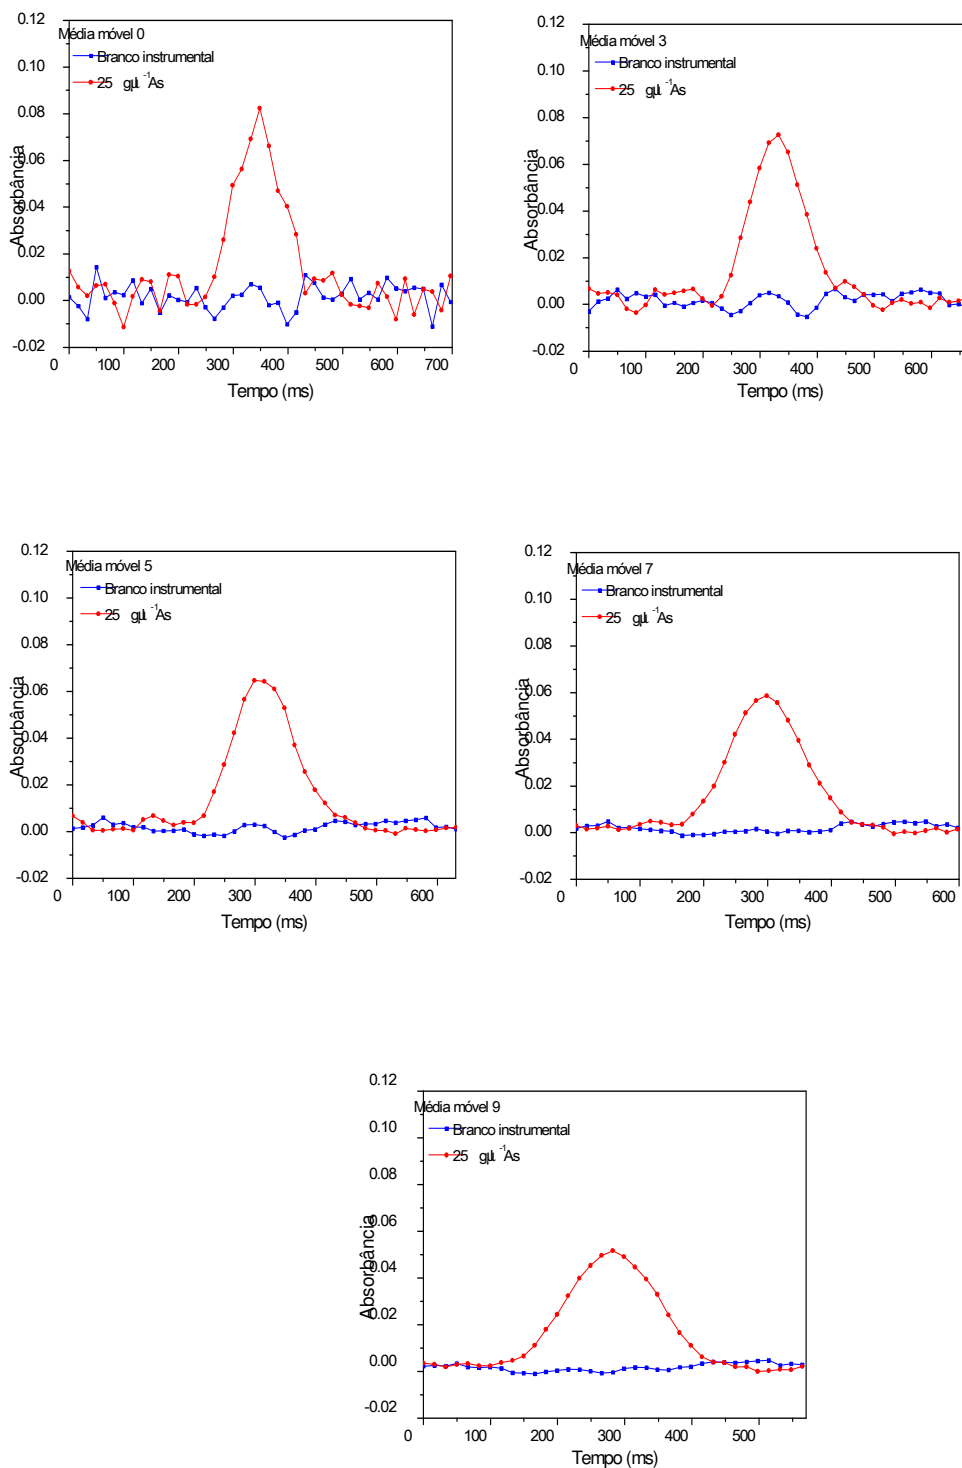 Média móvel 0
Branco instrumental
25 gµL⁻¹As
0.12
0.10
0.08
0.06
0.04
0.02
0.00
-0.02
Absorbância
0 100 200 300 400 500 600 700
Tempo (ms)
Média móvel 3
Branco instrumental
25 gµL⁻¹As
0.12
0.10
0.08
0.06
0.04
0.02
0.00
-0.02
Absorbância
0 100 200 300 400 500 600
Tempo (ms)
Média móvel 5
Branco instrumental
25 gµL⁻¹As
0.12
0.10
0.08
0.06
0.04
0.02
0.00
-0.02
Absorbância
0 100 200 300 400 500 600
Tempo (ms)
Média móvel 7
Branco instrumental
25 gµL⁻¹As
0.12
0.10
0.08
0.06
0.04
0.02
0.00
-0.02
Absorbância
0 100 200 300 400 500 600
Tempo (ms)
Média móvel 9
Branco instrumental
25 gµL⁻¹As
0.12
0.10
0.08
0.06
0.04
0.02
0.00
-0.02
Absorbância
0 100 200 300 400 500
Tempo (ms)